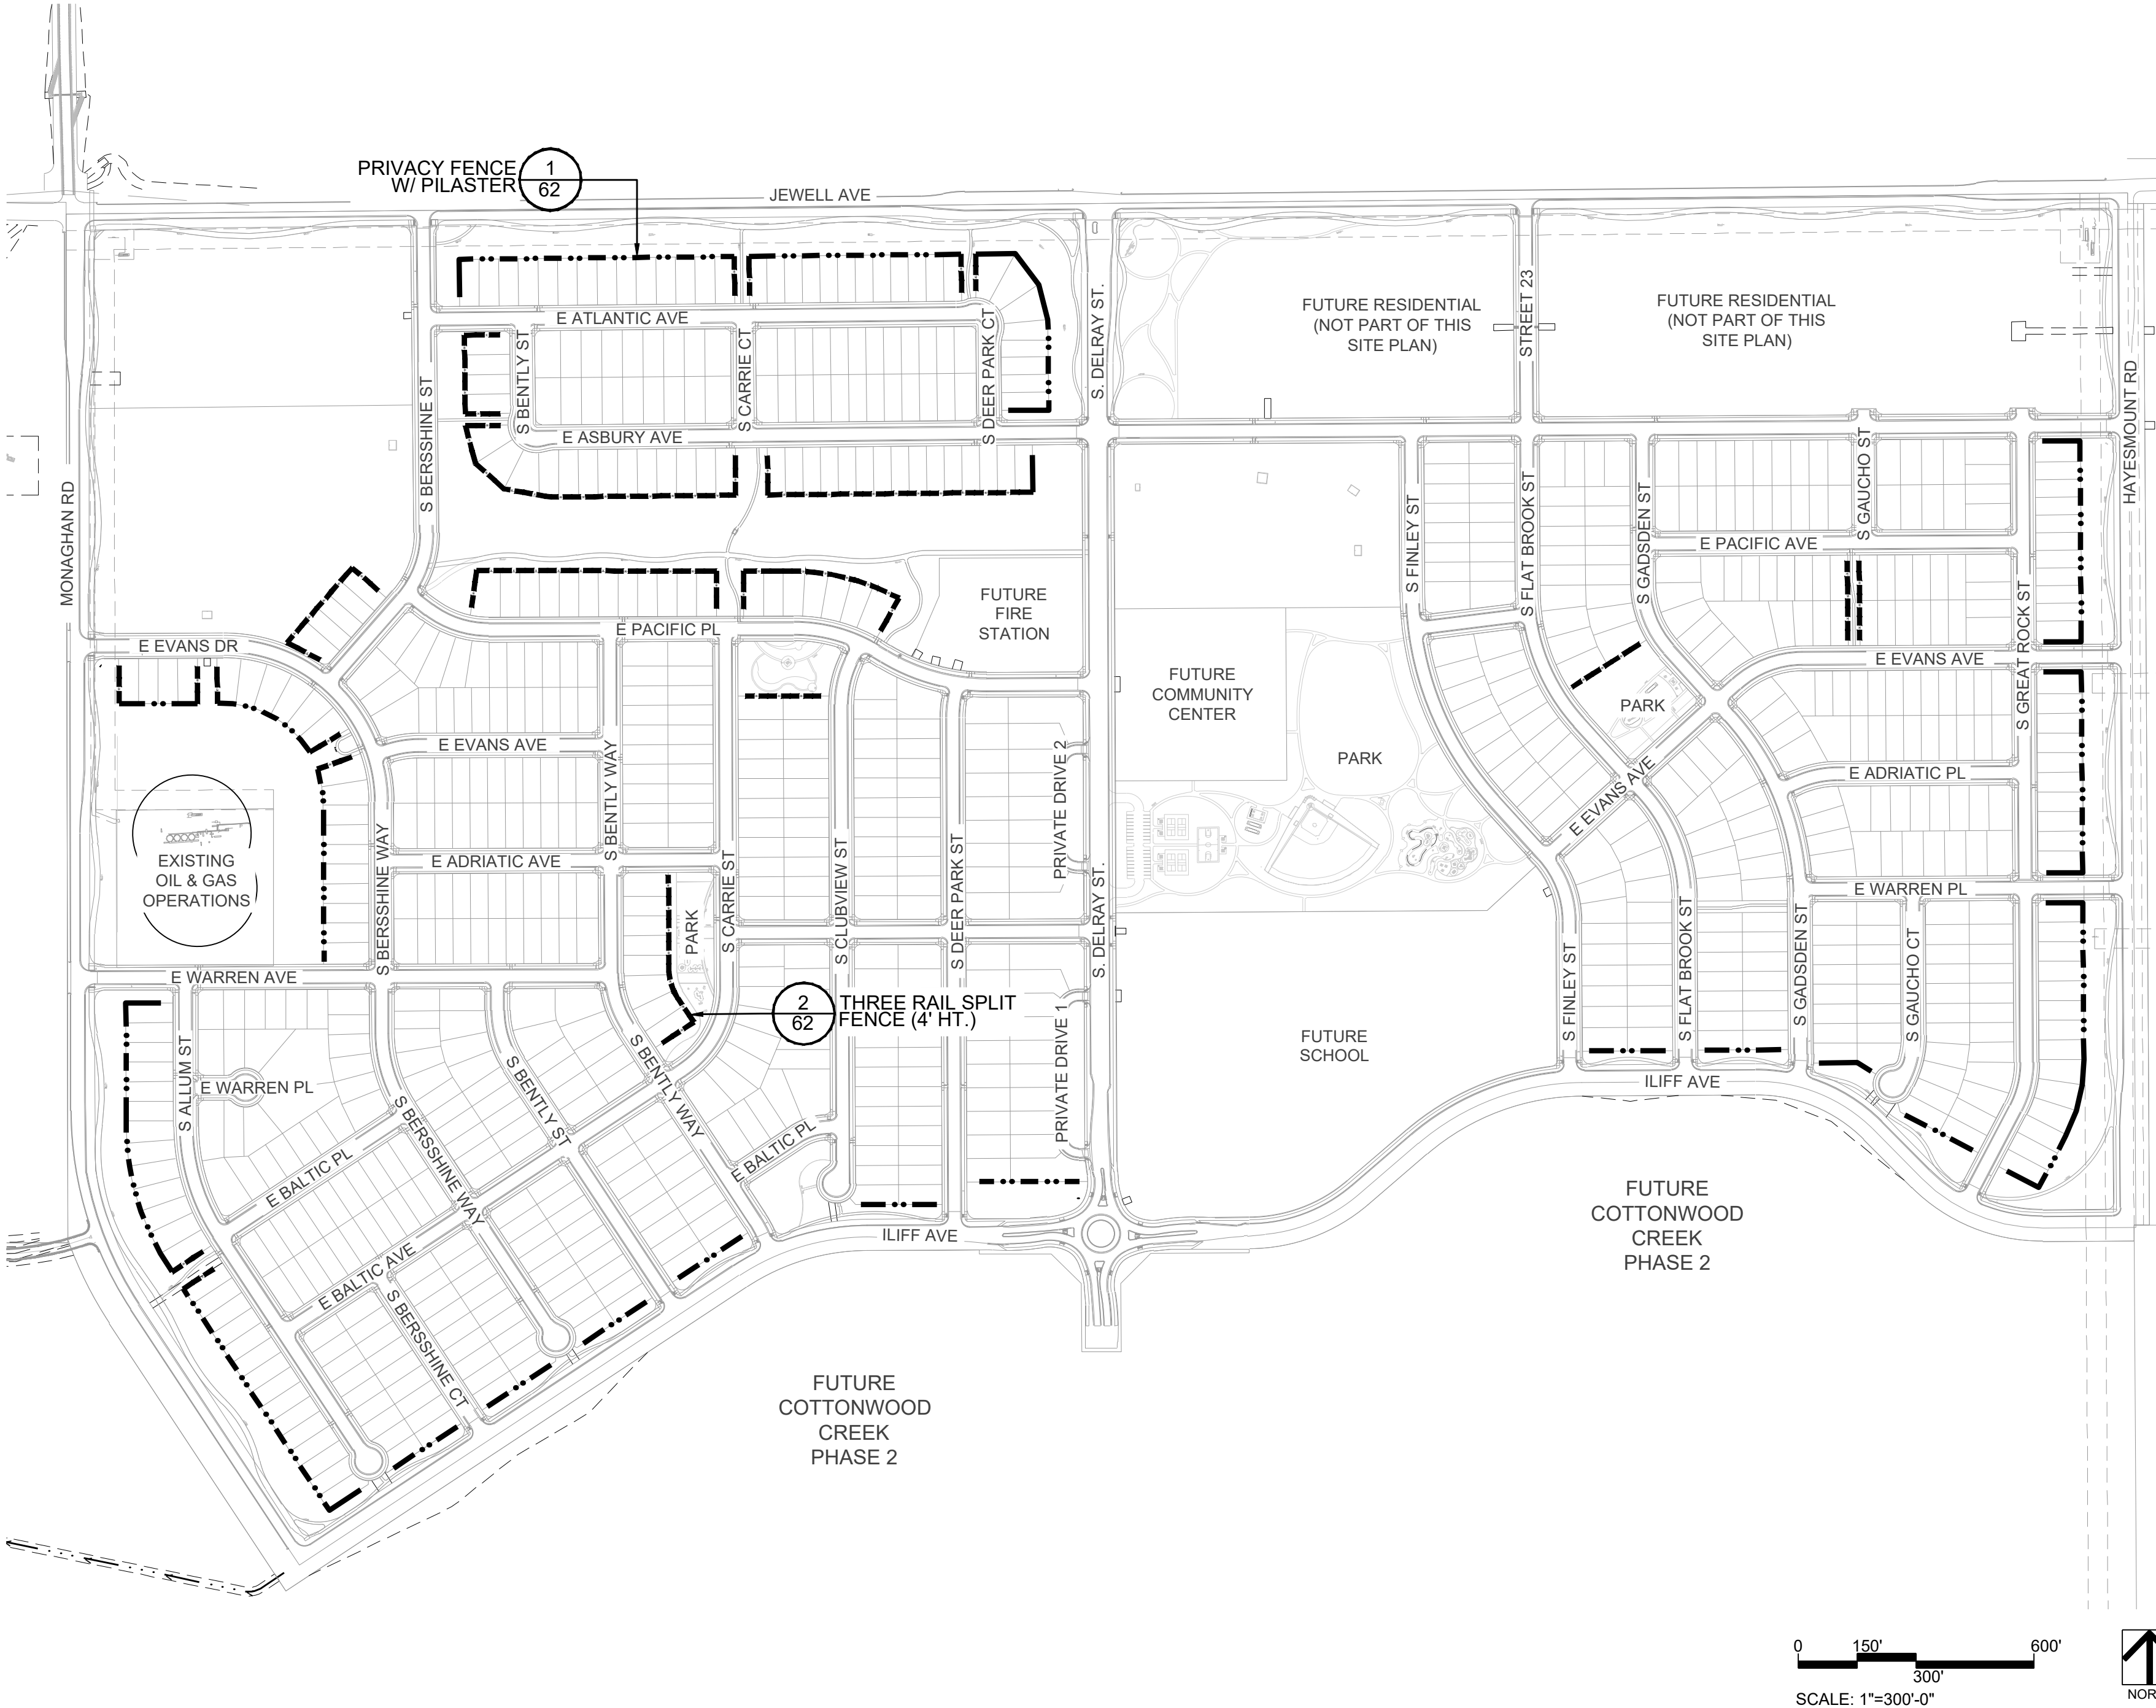 PRIVACY FENCE
W/ PILASTER
1
62
JEWELL AVE
MONAGHAN RD
S BERSSHINE ST
E ATLANTIC AVE
S BENTLY ST
S CARRIE CT
S DEER PARK CT
S. DELRAY ST.
E ASBURY AVE
FUTURE RESIDENTIAL
(NOT PART OF THIS
SITE PLAN)
STREET 23
FUTURE RESIDENTIAL
(NOT PART OF THIS
SITE PLAN)
HAYESMOUNT RD
S FINLEY ST
S FLAT BROOK ST
S GADSDEN ST
S GAUCHO ST
E PACIFIC AVE
S GREAT ROCK ST
E EVANS AVE
E EVANS DR
E PACIFIC PL
FUTURE
FIRE
STATION
FUTURE
COMMUNITY
CENTER
PARK
PARK
E EVANS AVE
S BENTLY WAY
PRIVATE DRIVE 2
E EVANS AVE
E ADRIATIC PL
EXISTING
OIL & GAS
OPERATIONS
S BERSSHINE WAY
E ADRIATIC AVE
PARK
S CARRIE ST
S CLUBVIEW ST
S DEER PARK ST
S. DELRAY ST.
E WARREN PL
E WARREN AVE
2
62
THREE RAIL SPLIT
FENCE (4' HT.)
PRIVATE DRIVE 1
FUTURE
SCHOOL
S FINLEY ST
S FLAT BROOK ST
S GADSDEN ST
S GAUCHO CT
ILIFF AVE
S ALLUM ST
E WARREN PL
S BERSSHINE WAY
S BENTLY ST
S BENTLY WAY
E BALTIC PL
E BALTIC PL
E BALTIC AVE
S BERSSHINE CT
ILIFF AVE
FUTURE
COTTONWOOD
CREEK
PHASE 2
FUTURE
COTTONWOOD
CREEK
PHASE 2
0 150' 600'
300'
SCALE: 1"=300'-0"
NOR